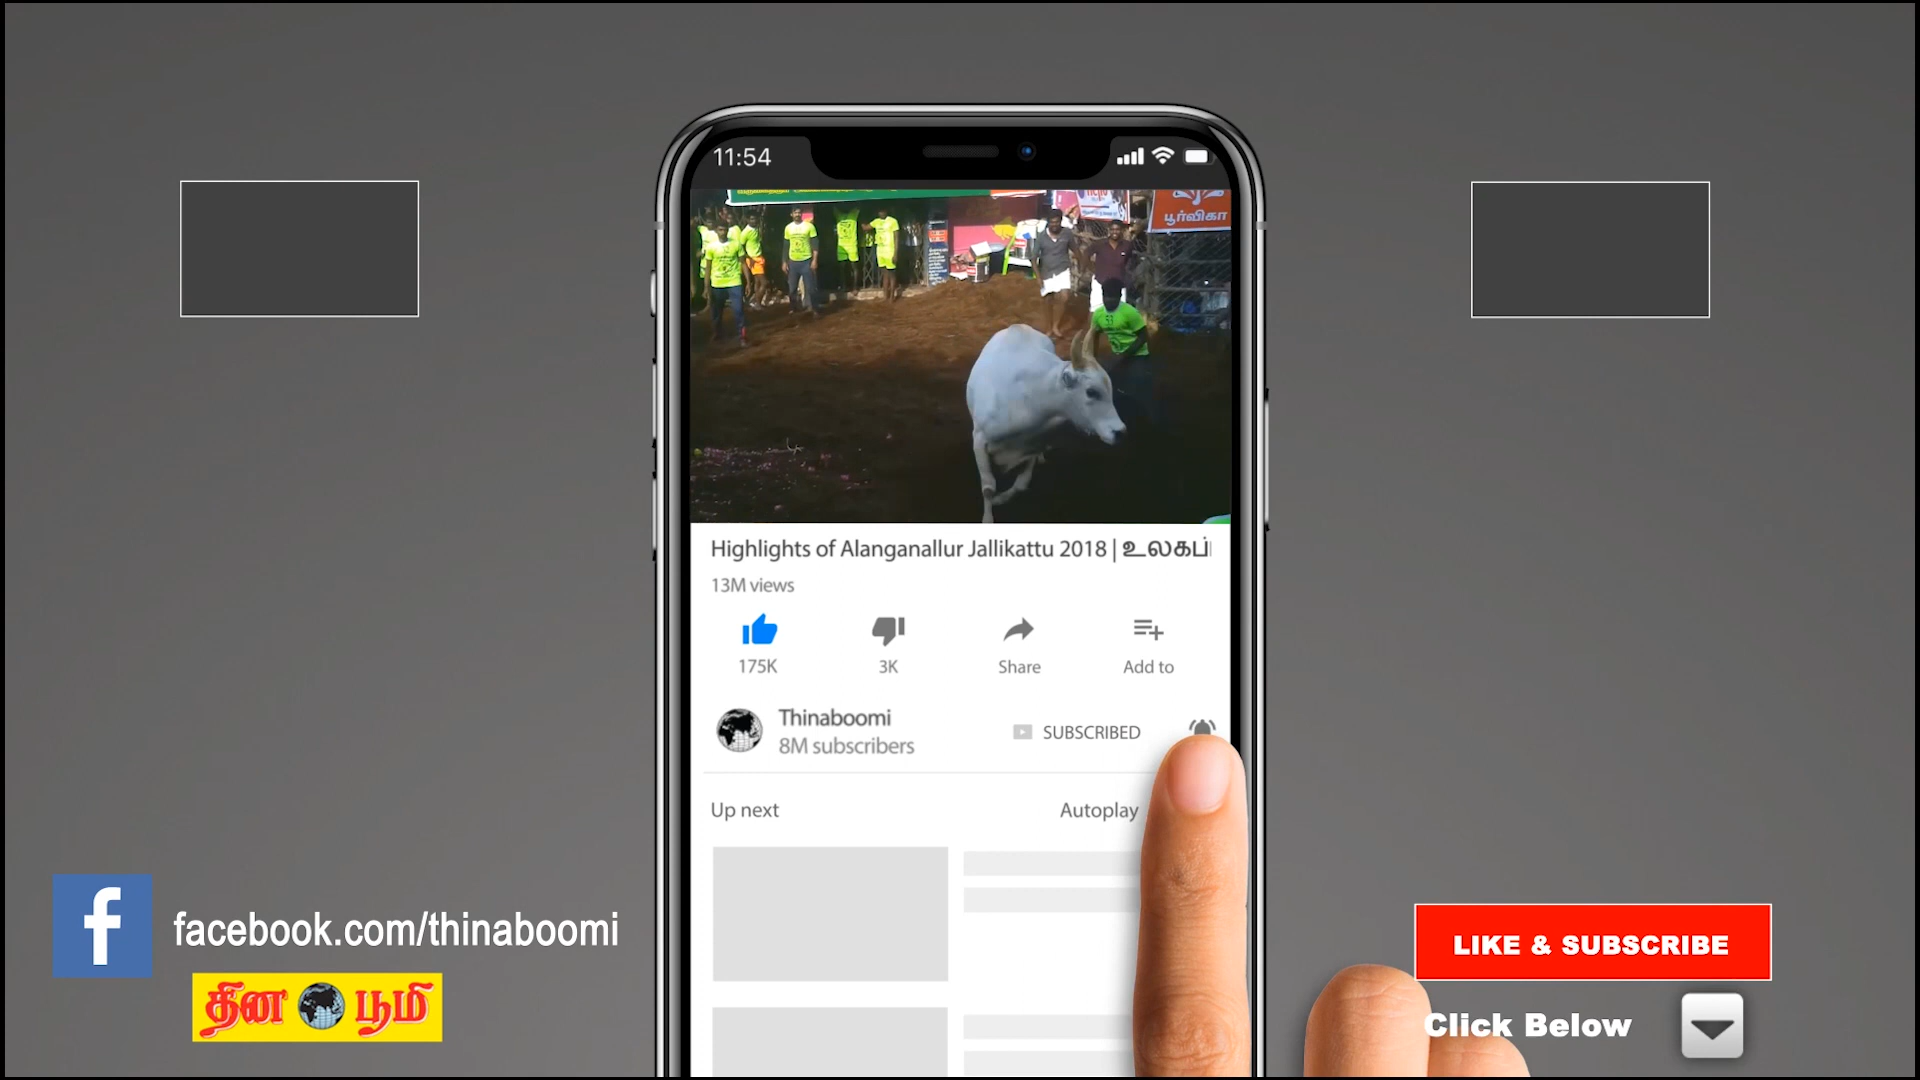 11:54
பூர்விகா
Highlights of Alanganallur Jallikattu 2018 | உலகப்
13M views
175K
3K
Share
Add to
Thinaboomi
8M subscribers
SUBSCRIBED
Up next
Autoplay
facebook.com/thinaboomi
தின பூமி
LIKE & SUBSCRIBE
Click Below